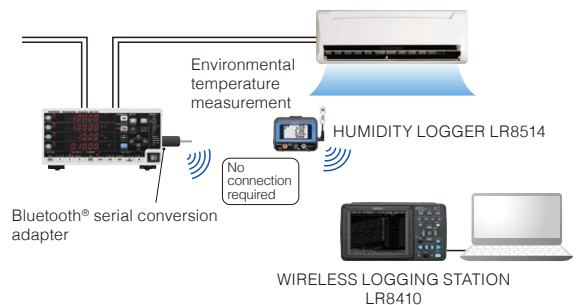 Environmental
temperature
measurement
HUMIDITY LOGGER LR8514
No
connection
required
Bluetooth® serial conversion
adapter
WIRELESS LOGGING STATION
LR8410